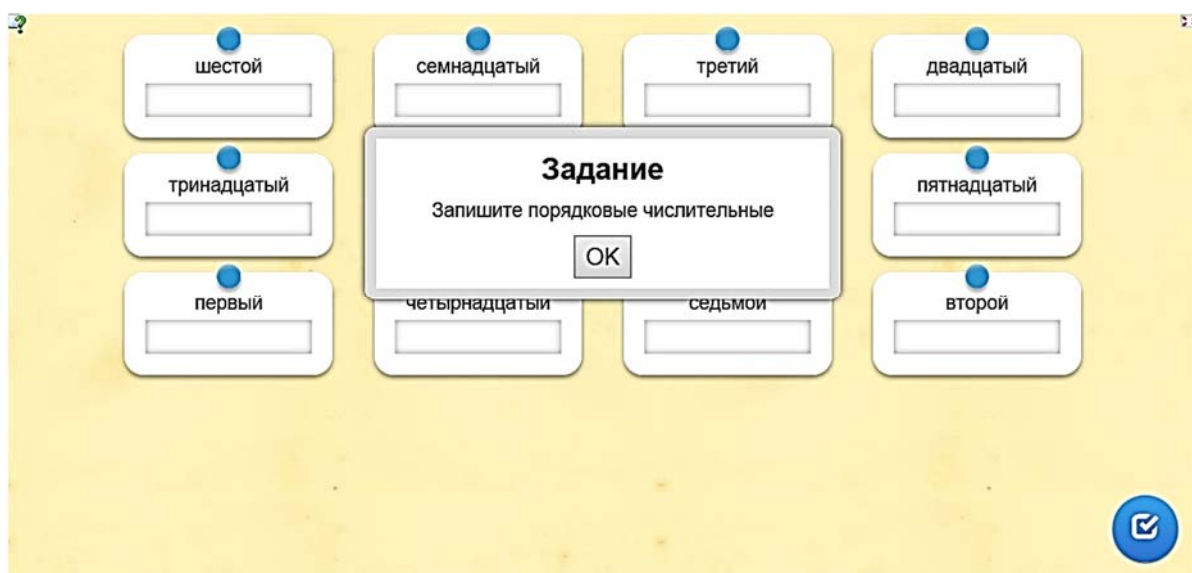 шестой
семнадцатый
третий
двадцатый
тринадцатый
Задание
Запишите порядковые числительные
OK
пятнадцатый
первый
четырнадцатый
седьмой
второй